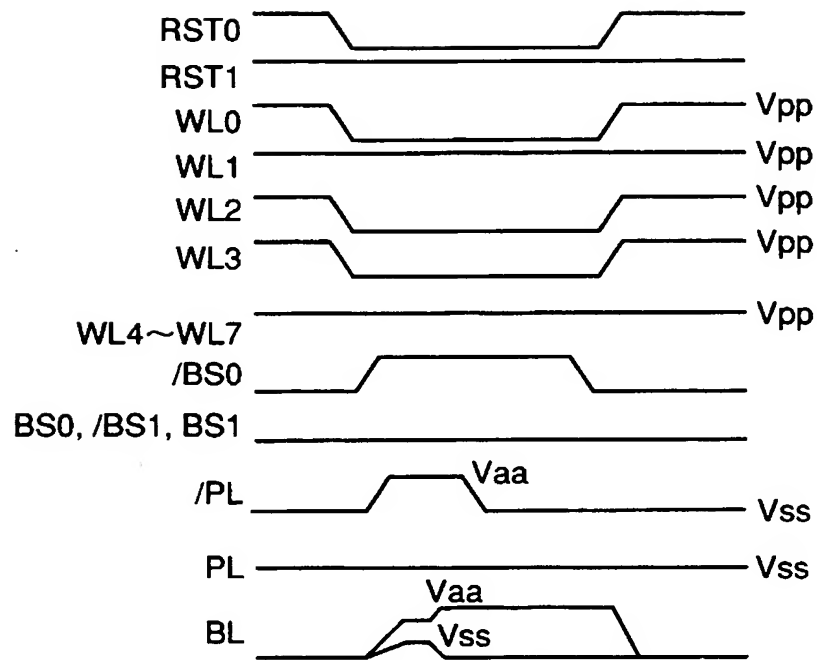 RST0
RST1
WL0 Vpp
WL1 Vpp
WL2 Vpp
WL3 Vpp
WL4～WL7 Vpp
/BS0
BS0, /BS1, BS1
/PL Vaa Vss
PL Vss
BL Vaa Vss